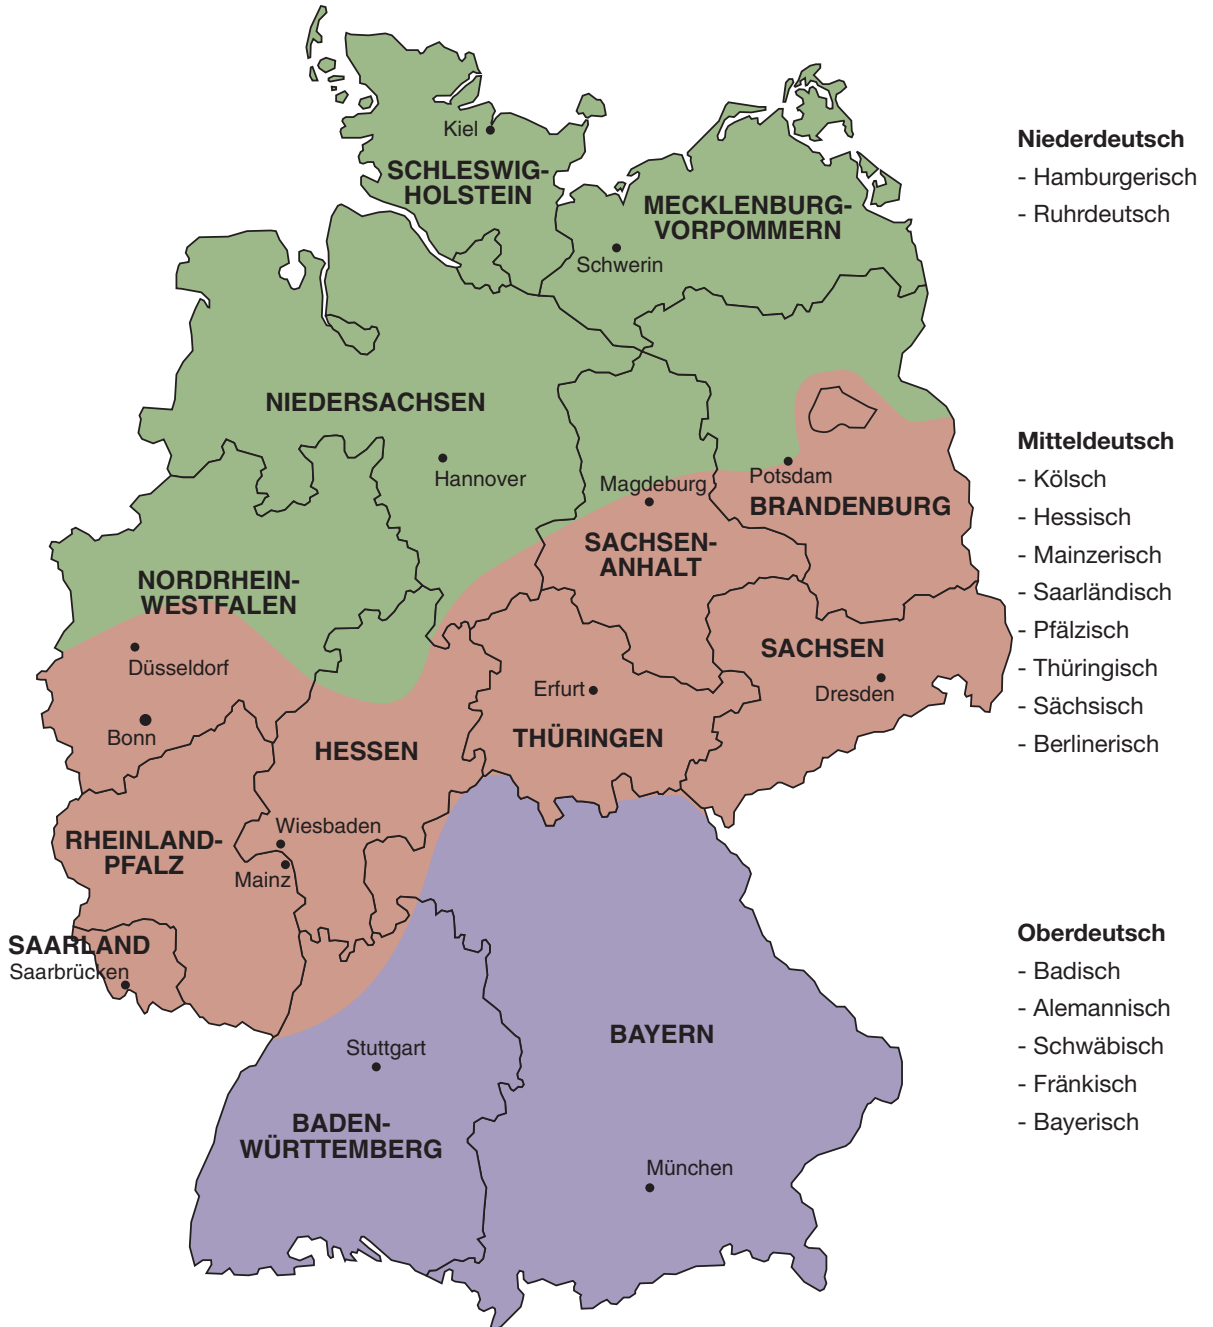 Kiel
SCHLESWIG-
HOLSTEIN
MECKLENBURG-
VORPOMMERN
Schwerin
NIEDERSACHSEN
Hannover
Magdeburg
Potsdam
BRANDENBURG
SACHSEN-
ANHALT
NORDRHEIN-
WESTFALEN
Düsseldorf
Bonn
SACHSEN
Dresden
Erfurt
THÜRINGEN
HESSEN
Wiesbaden
RHEINLAND-
PFALZ
Mainz
SAARLAND
Saarbrücken
BAYERN
Stuttgart
BADEN-
WÜRTTEMBERG
München
Niederdeutsch
- Hamburgerisch
- Ruhrdeutsch
Mitteldeutsch
- Kölsch
- Hessisch
- Mainzerisch
- Saarländisch
- Pfälzisch
- Thüringisch
- Sächsisch
- Berlinerisch
Oberdeutsch
- Badisch
- Alemannisch
- Schwäbisch
- Fränkisch
- Bayerisch